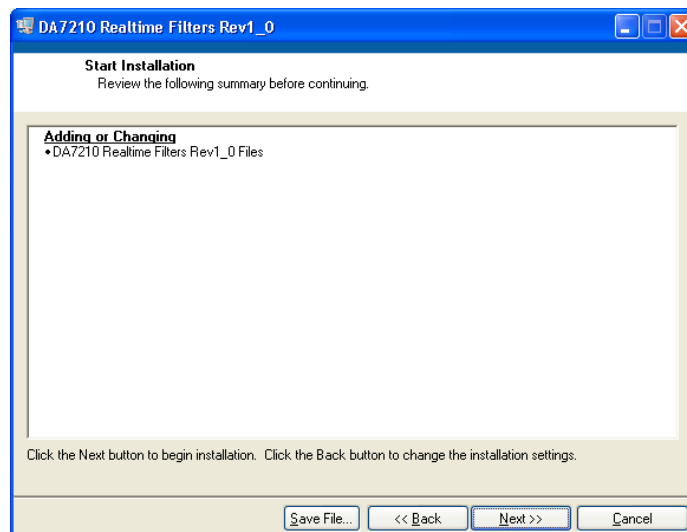 DA7210 Realtime Filters Rev1_0
Start Installation
Review the following summary before continuing.
Adding or Changing
•DA7210 Realtime Filters Rev1_0 Files
Click the Next button to begin installation.  Click the Back button to change the installation settings.
Save File...
<< Back
Next >>
Cancel